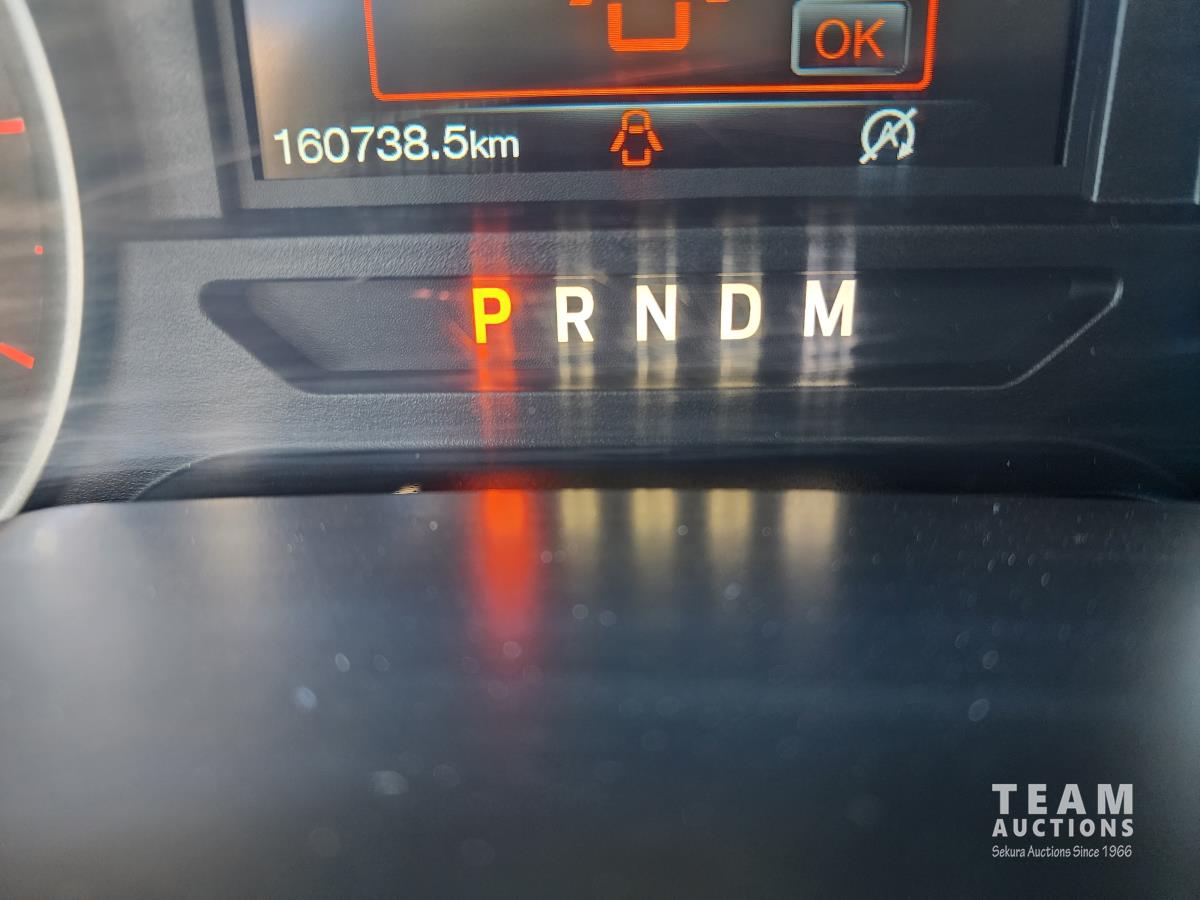 OK
160738.5km
A
P R N D M
TEAM
AUCTIONS
Sekura Auctions Since 1966